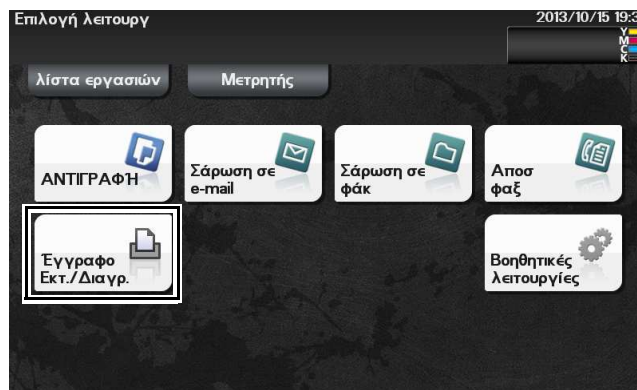 Επιλογή λειτουργ
2013/10/15 19:3
Y
M
C
K
λίστα εργασιών
Μετρητής
ΑΝΤΙΓΡΑΦΉ
Σάρωση σε
e-mail
Σάρωση σε
φάκ
Αποσ
φαξ
Έγγραφο
Εκτ./Διαγρ.
Βοηθητικές
λειτουργίες